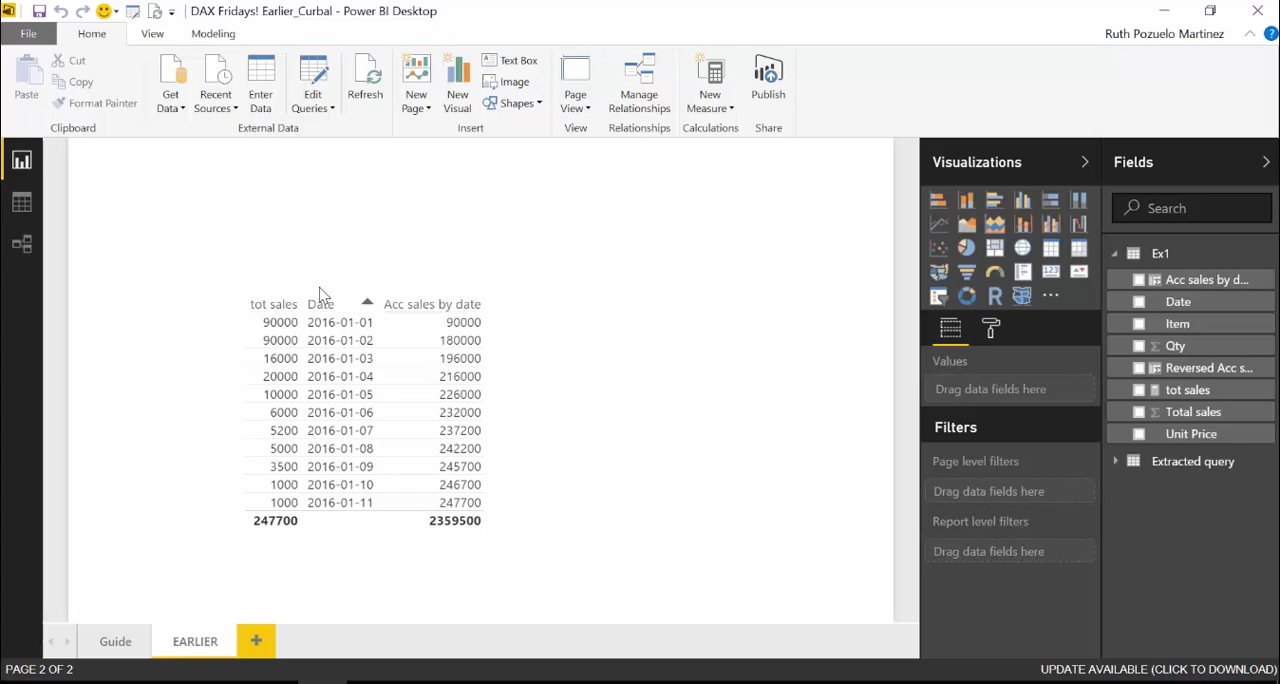 DAX Fridays! Earlier_Curbal - Power BI Desktop
File
Home
View
Modeling
Ruth Pozuelo Martinez
?
Paste
Cut
Copy
Format Painter
Clipboard
Get Data
Recent Sources
Enter Data
Edit Queries
Refresh
External Data
New Page
New Visual
Text Box
Image
Shapes
Insert
Page View
View
Manage Relationships
Relationships
New Measure
Calculations
Publish
Share
tot sales Date Acc sales by date
90000 2016-01-01 90000
90000 2016-01-02 180000
16000 2016-01-03 196000
20000 2016-01-04 216000
10000 2016-01-05 226000
6000 2016-01-06 232000
5200 2016-01-07 237200
5000 2016-01-08 242200
3500 2016-01-09 245700
1000 2016-01-10 246700
1000 2016-01-11 247700
247700 2359500
Visualizations
R
123
Values
Drag data fields here
Filters
Page level filters
Drag data fields here
Report level filters
Drag data fields here
Fields
Search
Ex1
Acc sales by d...
Date
Item
Σ Qty
Reversed Acc s...
tot sales
Σ Total sales
Unit Price
Extracted query
Guide
EARLIER
+
PAGE 2 OF 2
UPDATE AVAILABLE (CLICK TO DOWNLOAD)